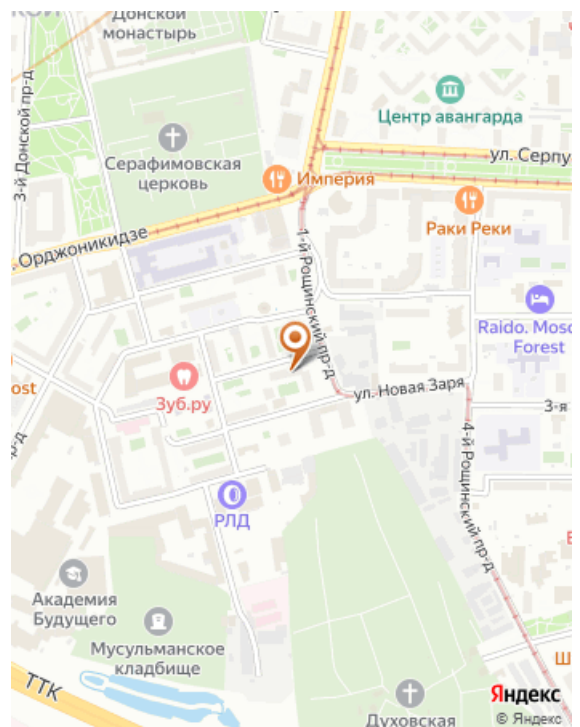 Донской
монастырь
3-й Донской пр-д
Центр авангарда
Серафимовская
церковь
ул. Серпу
Империя
Раки Реки
Орджоникидзе
1-й Рощинский пр-д
Raido. Mosco
Forest
ost
Зуб.ру
ул. Новая Заря
3-я
р-д
4-й Рощинский пр-д
РЛД
Академия
Будущего
Мусульманское
кладбище
ТТК
Духовская
Ш
Яндекс
© Яндекс